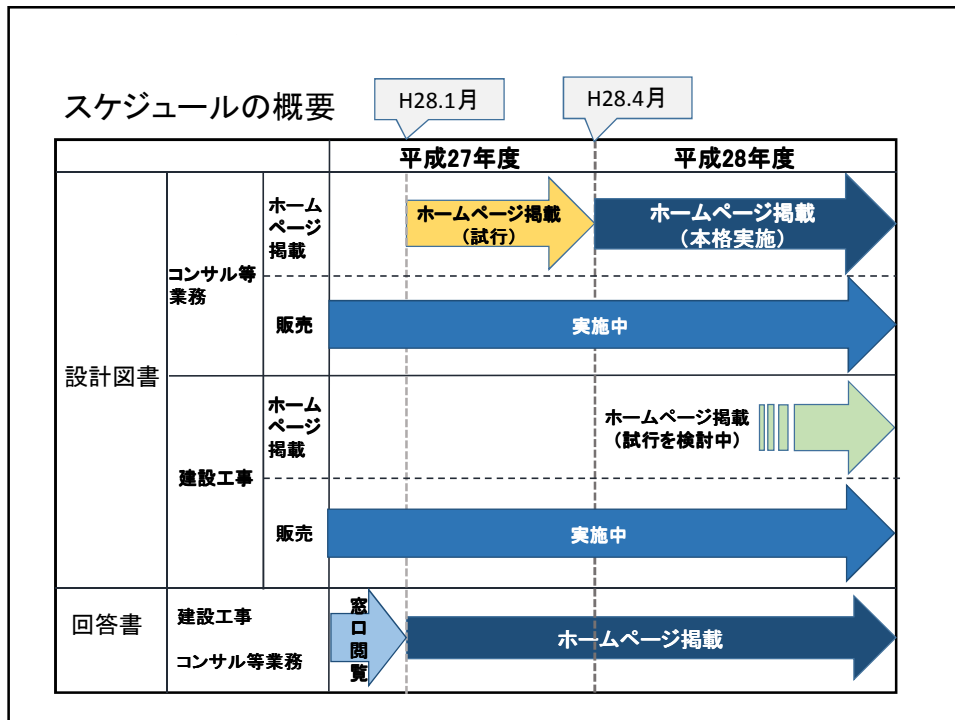 スケジュールの概要
H28.1月
H28.4月
平成27年度
平成28年度
設計図書
コンサル等
業務
ホーム
ページ
掲載
ホームページ掲載
（試行）
ホームページ掲載
（本格実施）
販売
実施中
建設工事
ホーム
ページ
掲載
ホームページ掲載
（試行を検討中）
販売
実施中
回答書
建設工事
コンサル等業務
窓口閲覧
ホームページ掲載